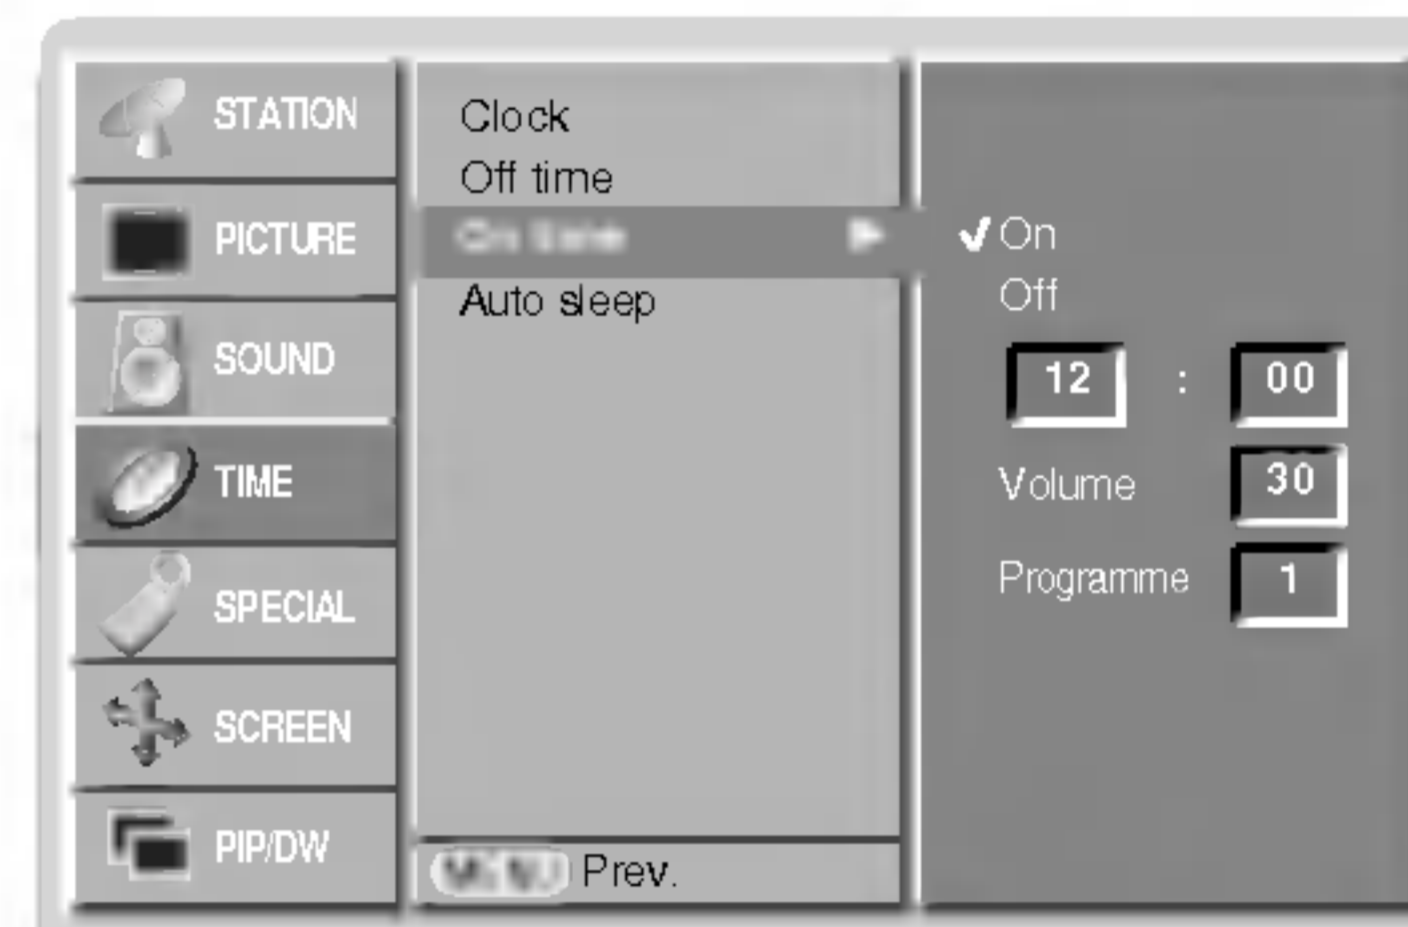 STATION
PICTURE
SOUND
TIME
SPECIAL
SCREEN
PIP/DW
Clock
Off time
Auto sleep
Prev.
On
Off
12 : 00
Volume 30
Programme 1